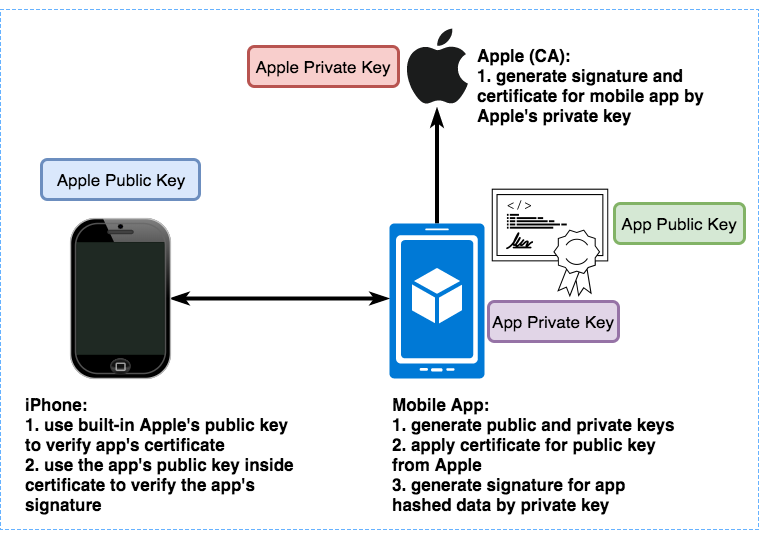 Apple Private Key
Apple (CA):
1. generate signature and
certificate for mobile app by
Apple's private key
Apple Public Key
</>
App Public Key
App Private Key
iPhone:
1. use built-in Apple's public key
to verify app's certificate
2. use the app's public key inside
certificate to verify the app's
signature
Mobile App:
1. generate public and private keys
2. apply certificate for public key
from Apple
3. generate signature for app
hashed data by private key